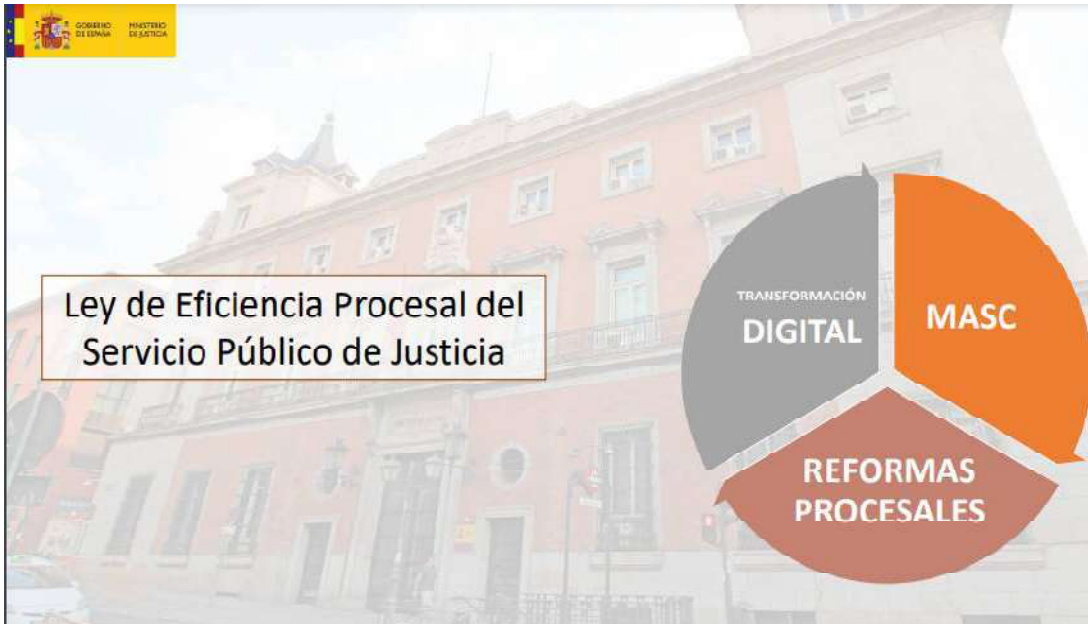 GOBIERNO
DE ESPAÑA
MINISTERIO
DE JUSTICIA
Ley de Eficiencia Procesal del
Servicio Público de Justicia
TRANSFORMACIÓN
DIGITAL
MASC
REFORMAS
PROCESALES